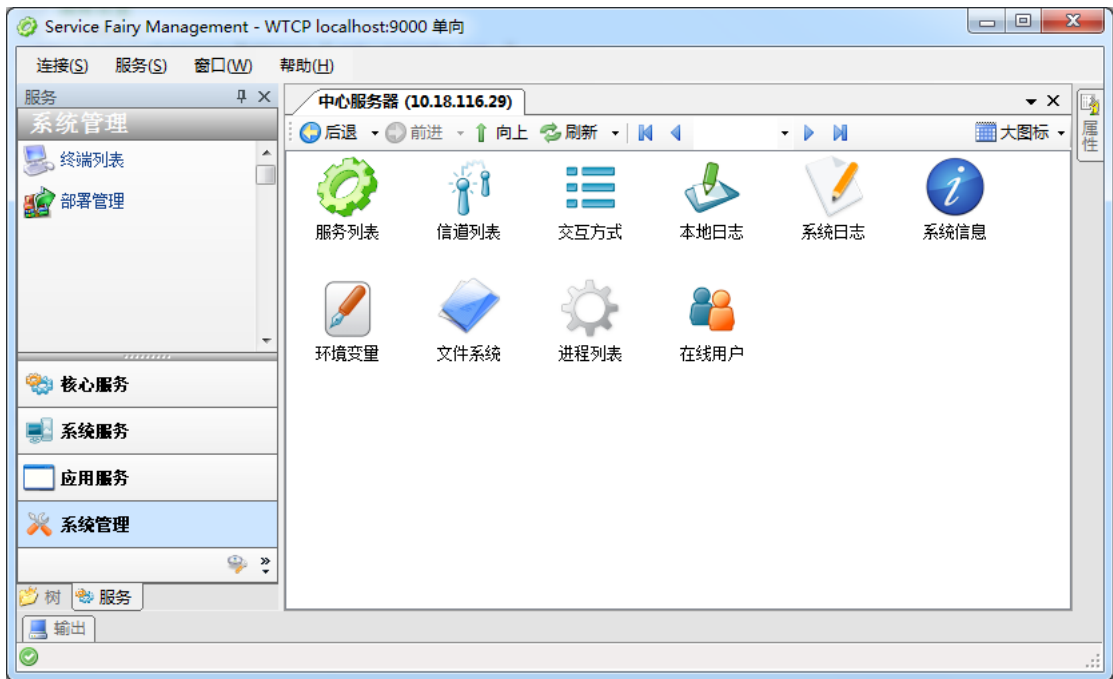 Service Fairy Management - WTCP localhost:9000 单向
连接(S) 服务(S) 窗口(W) 帮助(H)
服务
系统管理
终端列表
部署管理
核心服务
系统服务
应用服务
系统管理
树 服务
输出
中心服务器 (10.18.116.29)
后退 前进 向上 刷新 大图标
服务列表 信道列表 交互方式 本地日志 系统日志 系统信息
环境变量 文件系统 进程列表 在线用户
属性